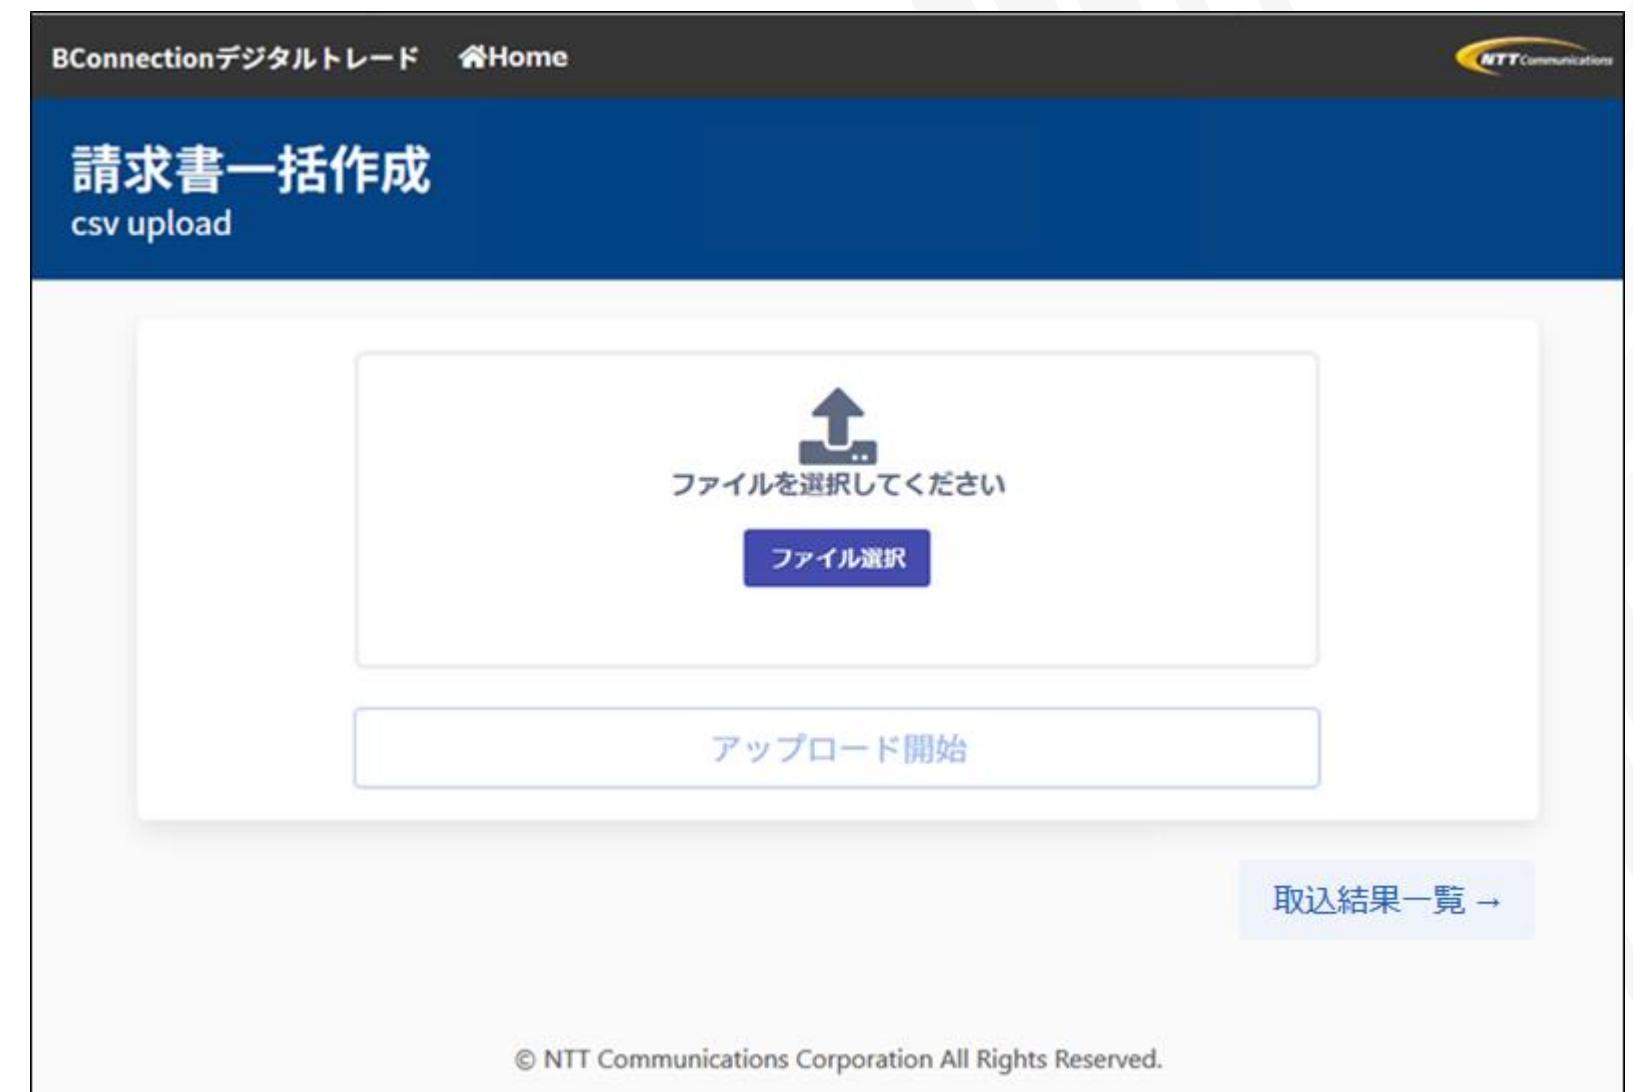 BConnectionデジタルトレード Home
NTT Communications
請求書一括作成
csv upload
ファイルを選択してください
ファイル選択
アップロード開始
取込結果一覧 →
© NTT Communications Corporation All Rights Reserved.